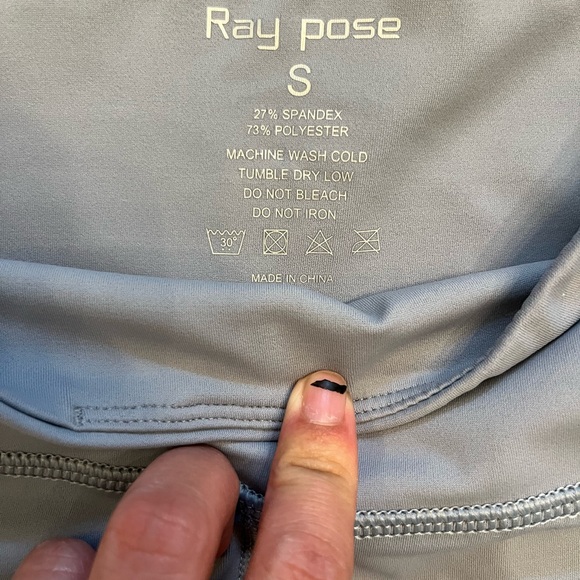 Ray pose
S
27% SPANDEX
73% POLYESTER
MACHINE WASH COLD
TUMBLE DRY LOW
DO NOT BLEACH
DO NOT IRON
30°
MADE IN CHINA